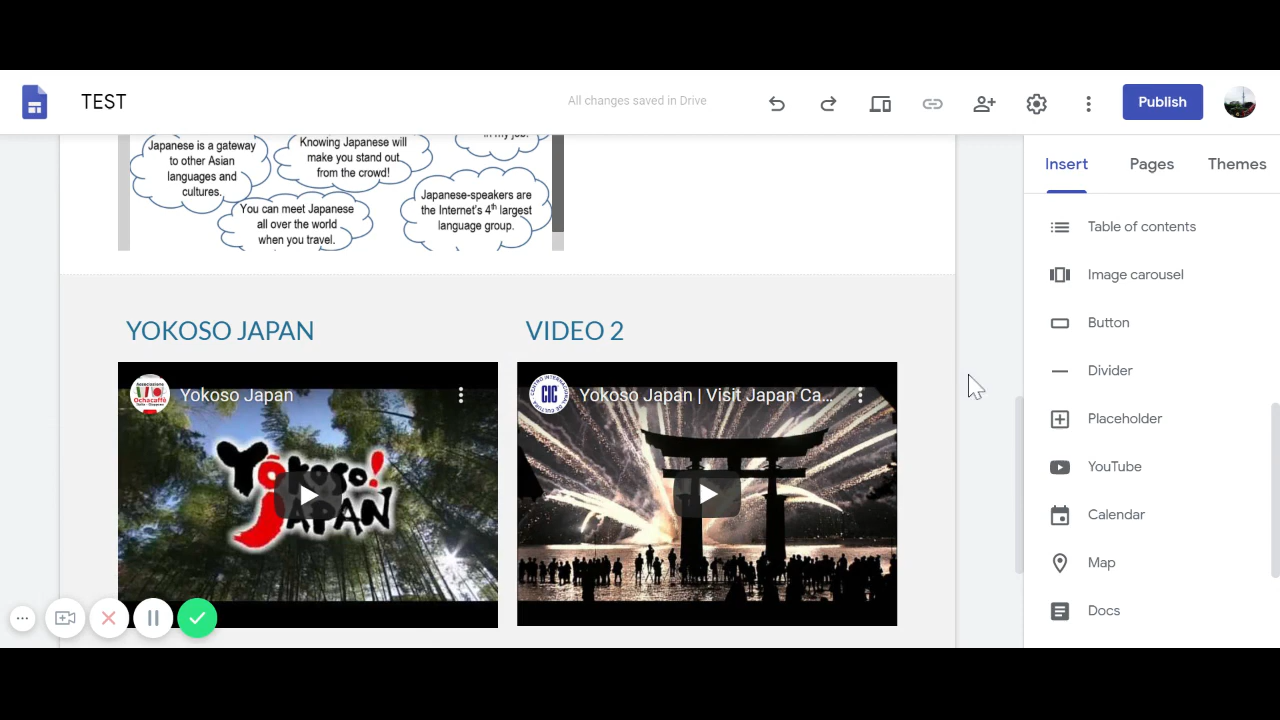 TEST
All changes saved in Drive
Publish
Insert
Pages
Themes
in my job.
Japanese is a gateway
to other Asian
languages and
cultures.
Knowing Japanese will
make you stand out
from the crowd!
Japanese-speakers are
the Internet's 4th largest
language group.
You can meet Japanese
all over the world
when you travel.
YOKOSO JAPAN
VIDEO 2
Yokoso Japan
Yokoso! JAPAN
CIC
Yokoso Japan | Visit Japan Ca...
Table of contents
Image carousel
Button
Divider
Placeholder
YouTube
Calendar
Map
Docs